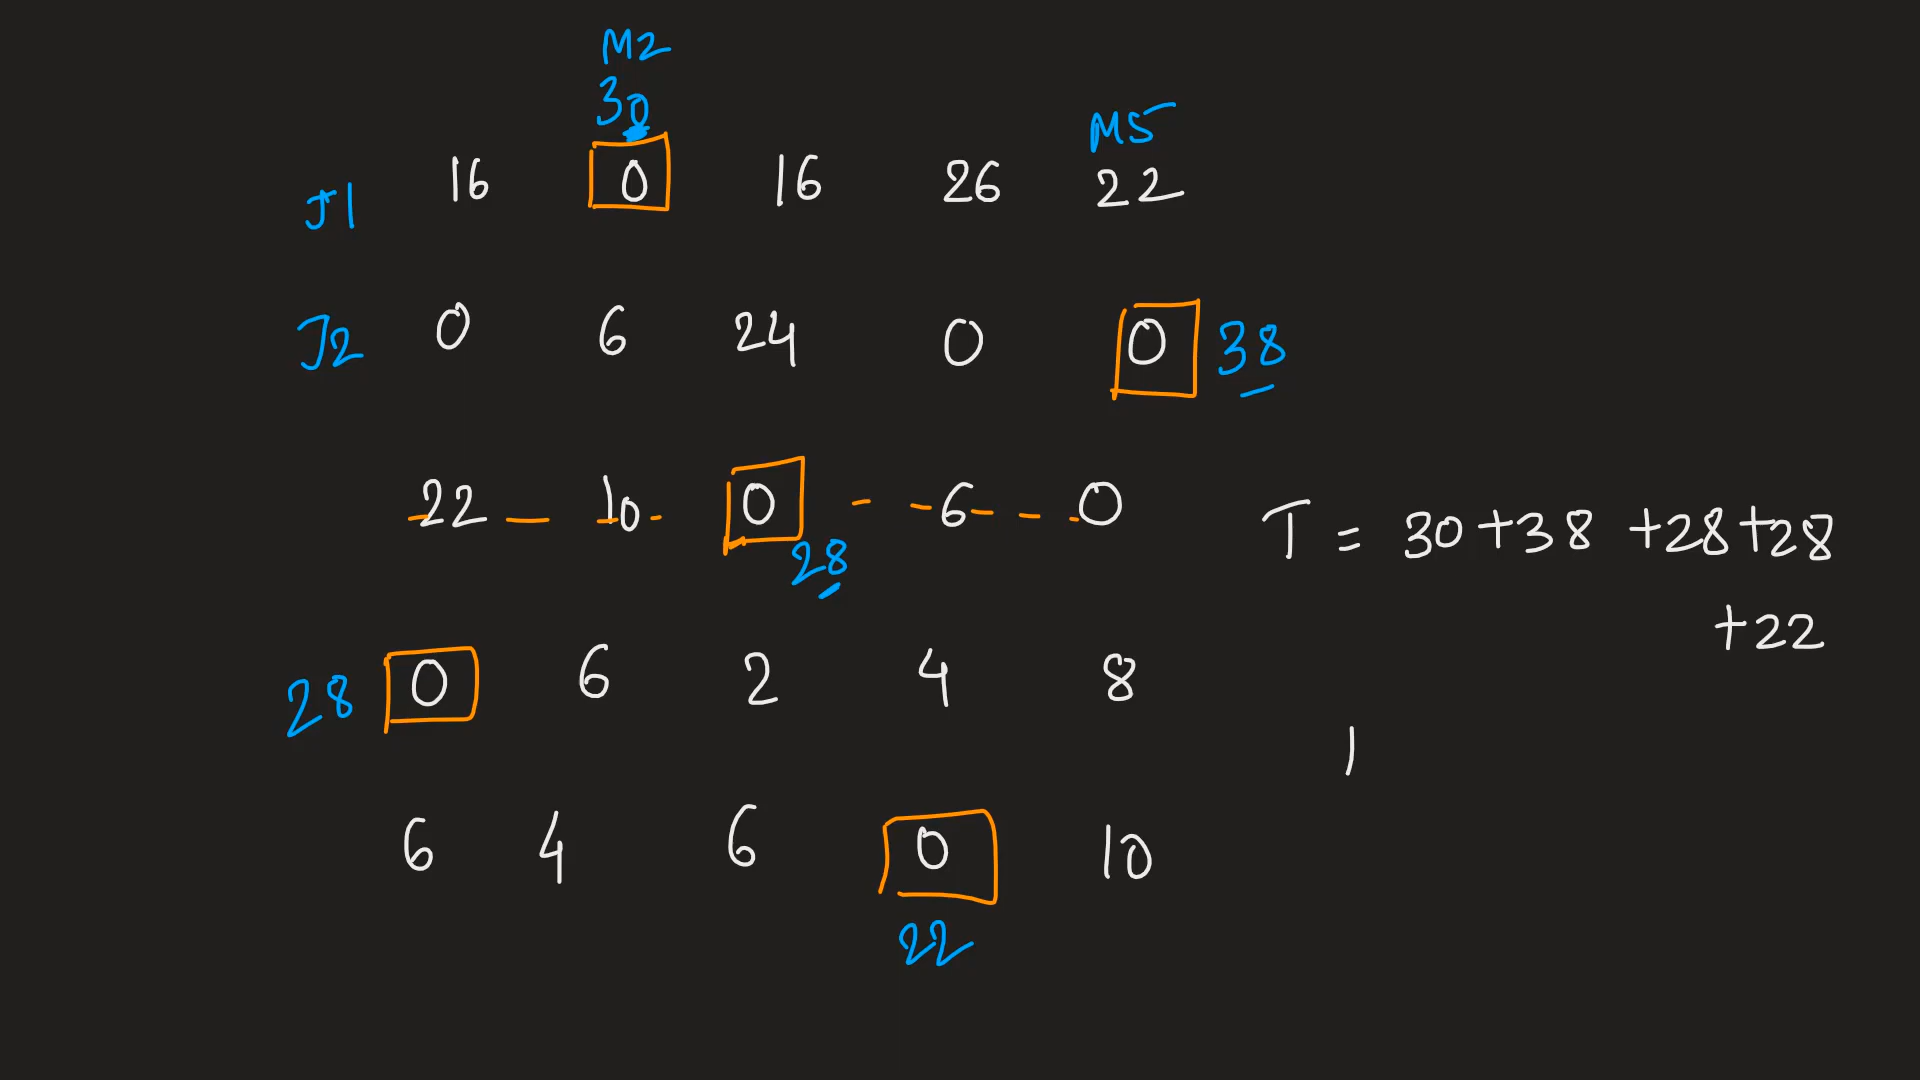 M2
30
M5
J1 16 0 16 26 22
J2 0 6 24 0 0 38
22 10 0 6 0
28
T = 30+38 +28+28
+22
28 0 6 2 4 8
1
6 4 6 0 10
22